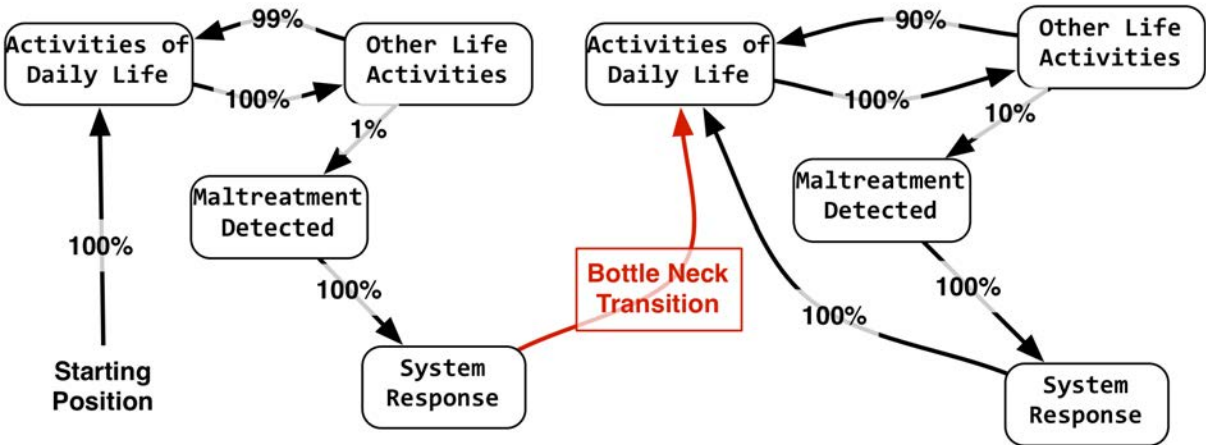 99%
Activities of
Daily Life
Other Life
Activities
100%
1%
Maltreatment
Detected
100%
100%
System
Response
Starting
Position
Bottle Neck
Transition
90%
Activities of
Daily Life
Other Life
Activities
100%
10%
Maltreatment
Detected
100%
100%
System
Response